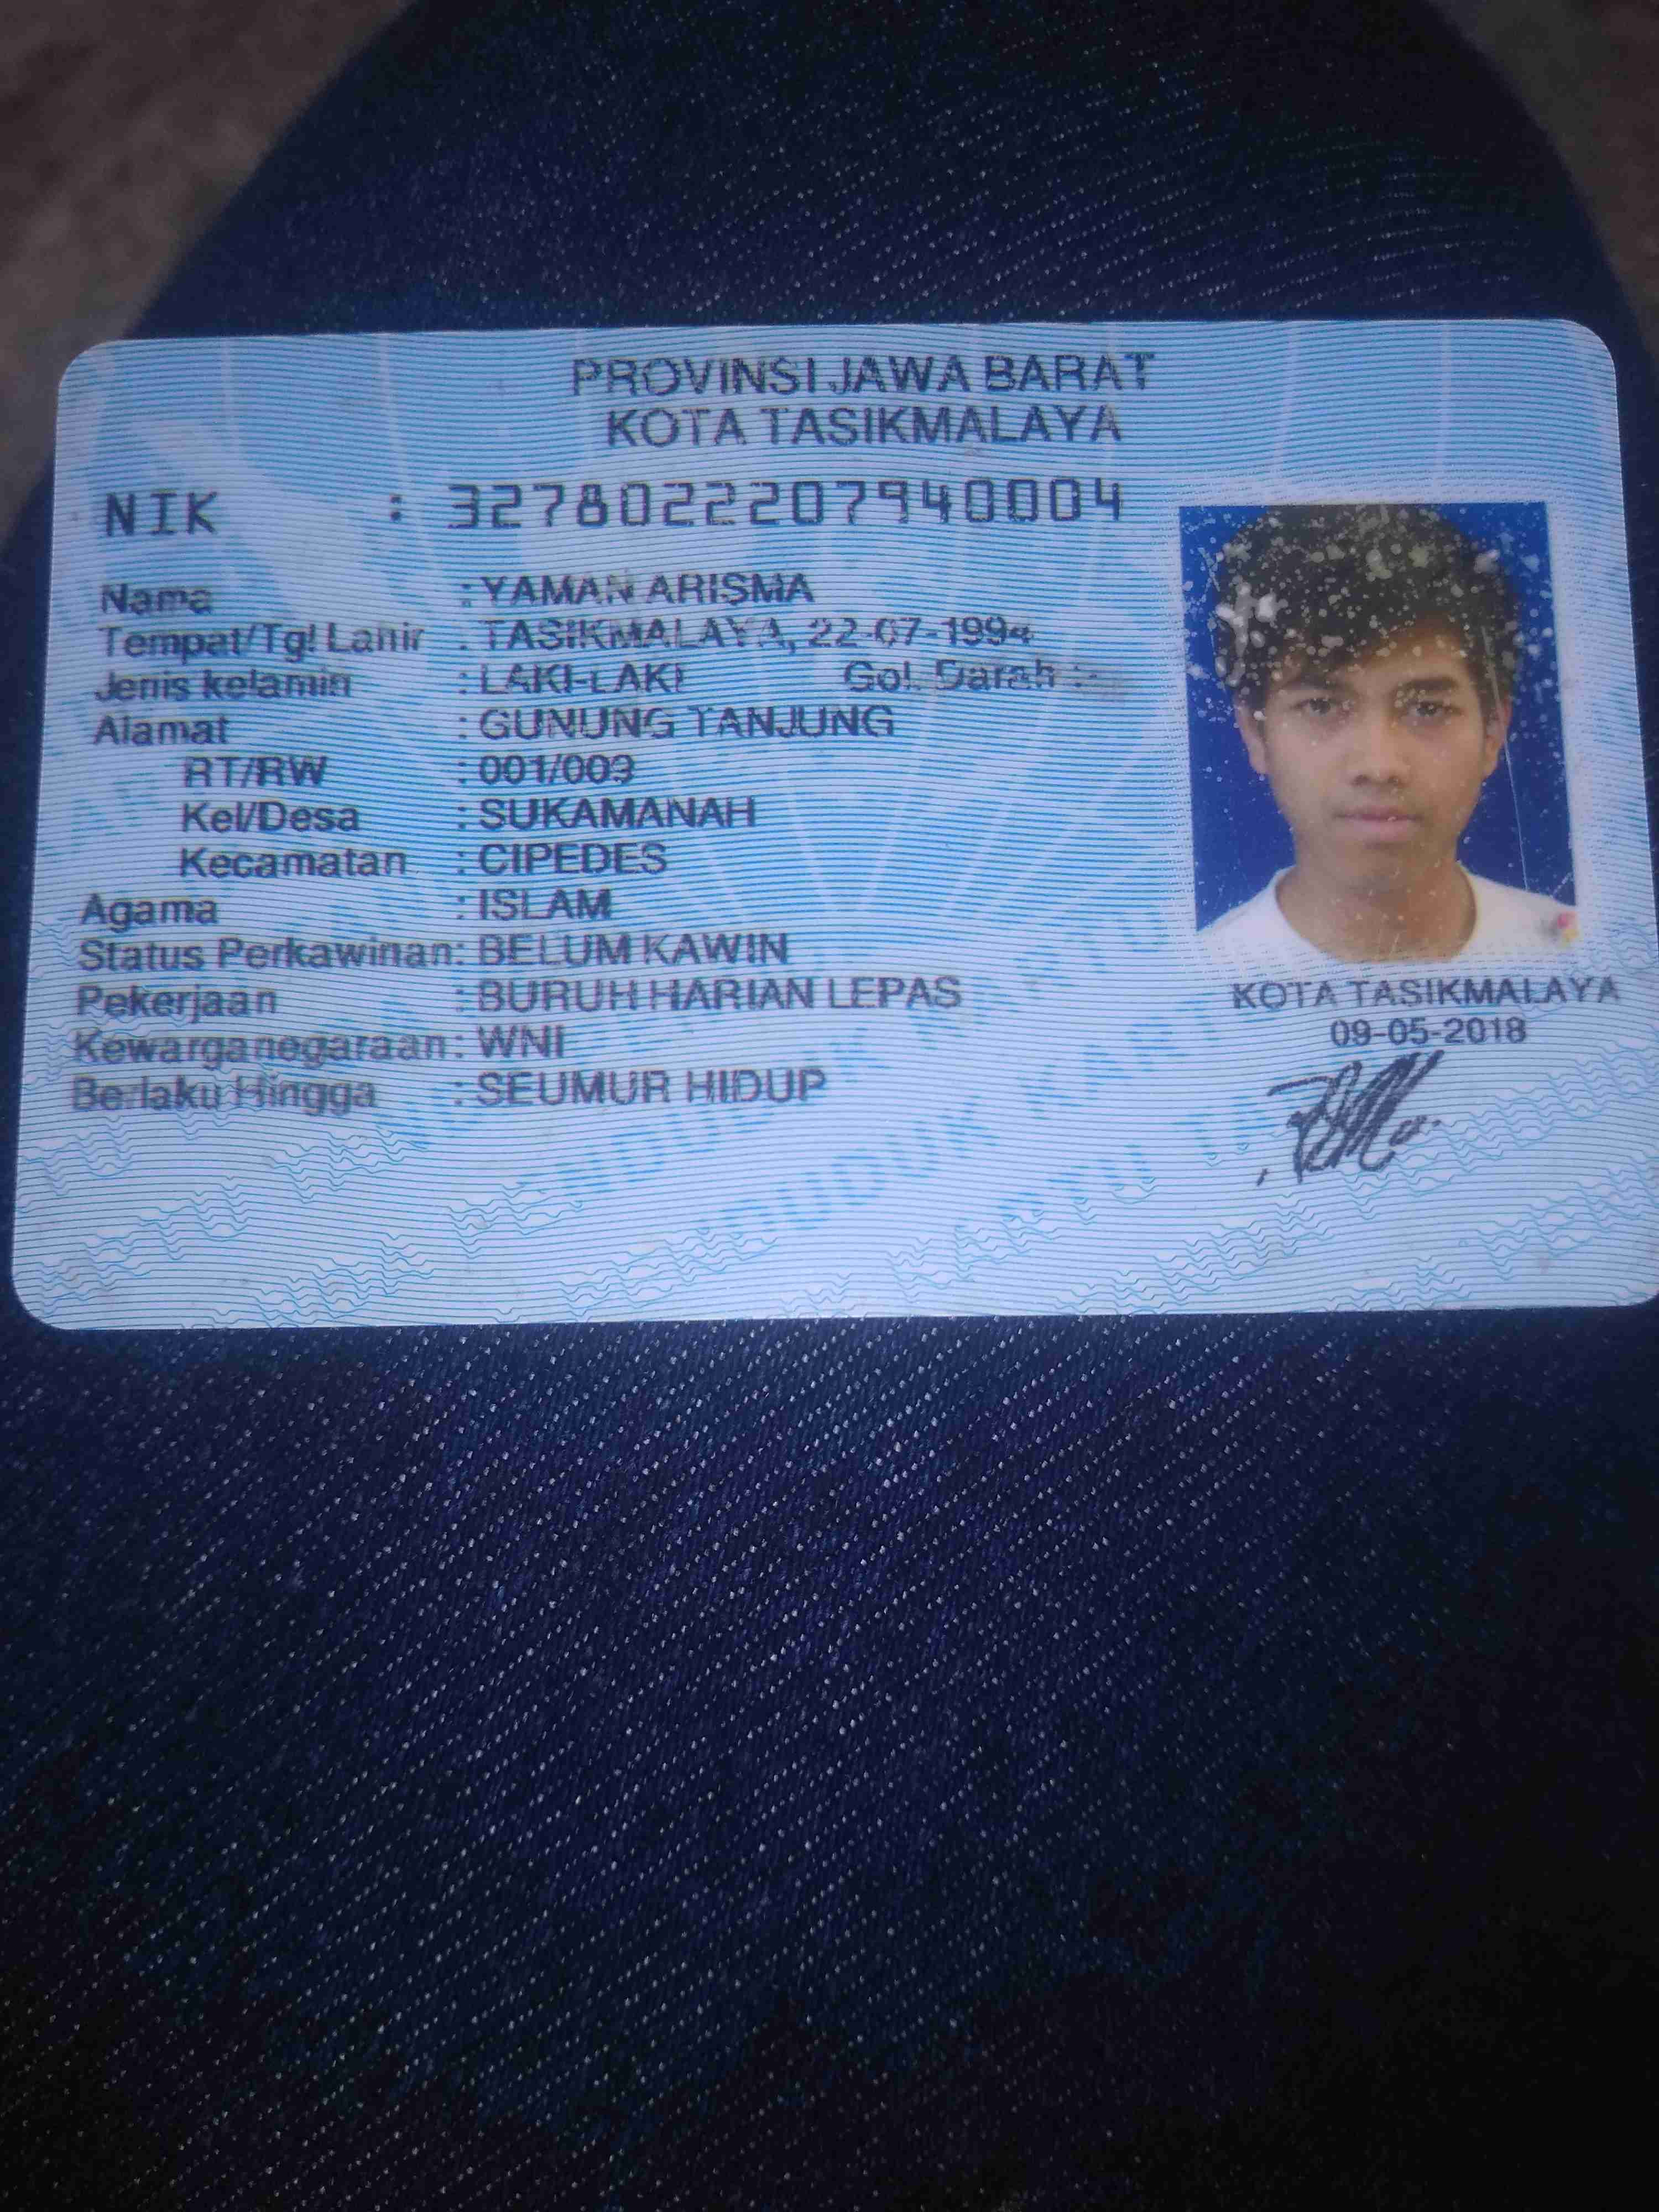 PROVINSI JAWA BARAT
KOTA TASIKMALAYA
NIK : 3278022207940004
Nama : YAMAN ARISMA
Tempat/Tgl Lahir : TASIKMALAYA, 22-07-1994
Jenis kelamin : LAKI-LAKI Gol. Darah : -
Alamat : GUNUNG TANJUNG
RT/RW : 001/009
Kel/Desa : SUKAMANAH
Kecamatan : CIPEDES
Agama : ISLAM
Status Perkawinan: BELUM KAWIN
Pekerjaan : BURUH HARIAN LEPAS
Kewarganegaraan: WNI
Berlaku Hingga : SEUMUR HIDUP
KOTA TASIKMALAYA
09-05-2018